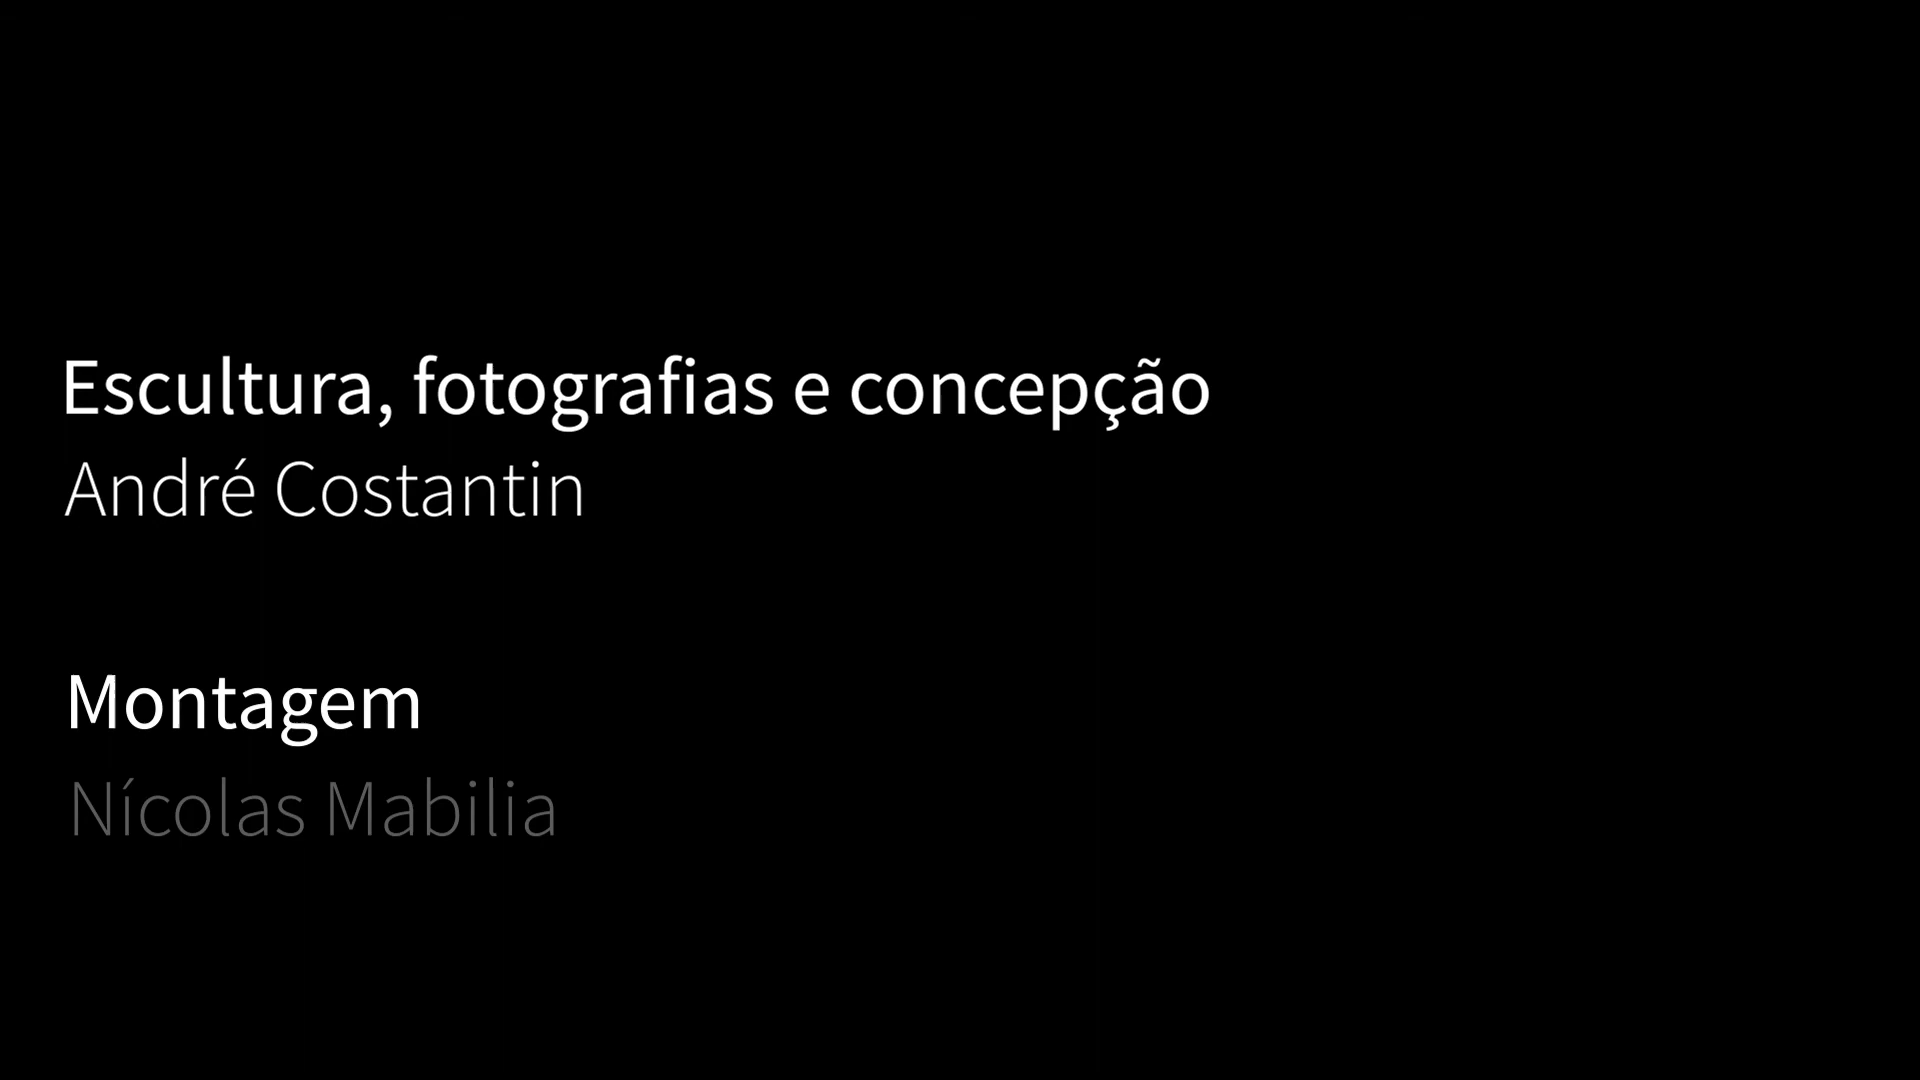 Escultura, fotografias e concepção
André Costantin
Montagem
Nícolas Mabilia